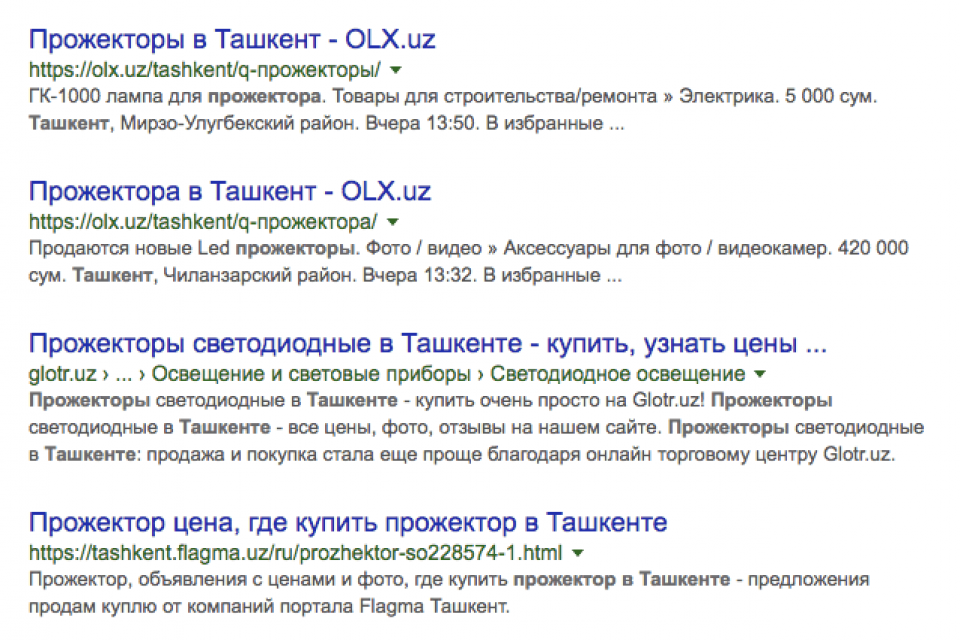 Прожекторы в Ташкент - OLX.uz
https://olx.uz/tashkent/q-прожекторы/
ГК-1000 лампа для прожектора. Товары для строительства/ремонта » Электрика. 5 000 сум.
Ташкент, Мирзо-Улугбекский район. Вчера 13:50. В избранные ...
Прожектора в Ташкент - OLX.uz
https://olx.uz/tashkent/q-прожектора/
Продаются новые Led прожекторы. Фото / видео » Аксессуары для фото / видеокамер. 420 000
сум. Ташкент, Чиланзарский район. Вчера 13:32. В избранные ...
Прожекторы светодиодные в Ташкенте - купить, узнать цены ...
glotr.uz › ... › Освещение и световые приборы › Светодиодное освещение
Прожекторы светодиодные в Ташкенте - купить очень просто на Glotr.uz! Прожекторы
светодиодные в Ташкенте - все цены, фото, отзывы на нашем сайте. Прожекторы светодиодные
в Ташкенте: продажа и покупка стала еще проще благодаря онлайн торговому центру Glotr.uz.
Прожектор цена, где купить прожектор в Ташкенте
https://tashkent.flagma.uz/ru/prozhektor-so228574-1.html
Прожектор, объявления с ценами и фото, где купить прожектор в Ташкенте - предложения
продам куплю от компаний портала Flagma Ташкент.